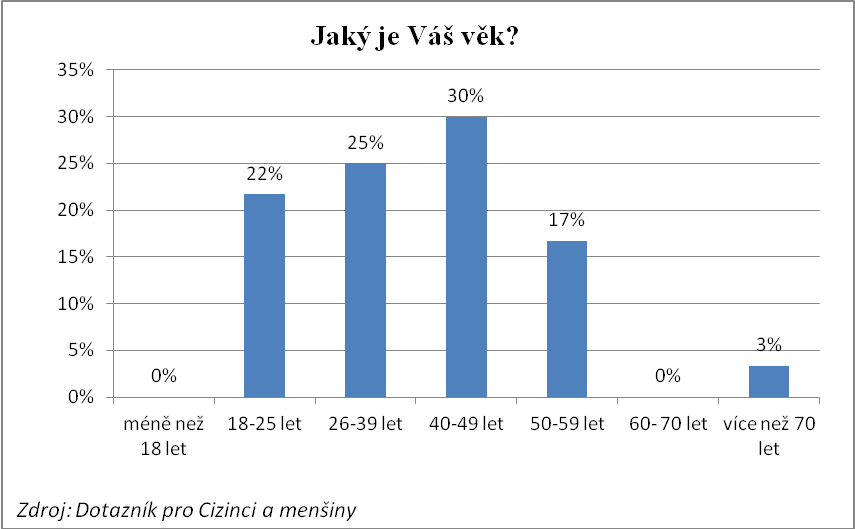 Jaký je Váš věk?
35%
30%
25%
20%
15%
10%
5%
0%
0%
22%
25%
30%
17%
0%
3%
méně než
18 let
18-25 let
26-39 let
40-49 let
50-59 let
60- 70 let
více než 70
let
Zdroj: Dotazník pro Cizinci a menšiny